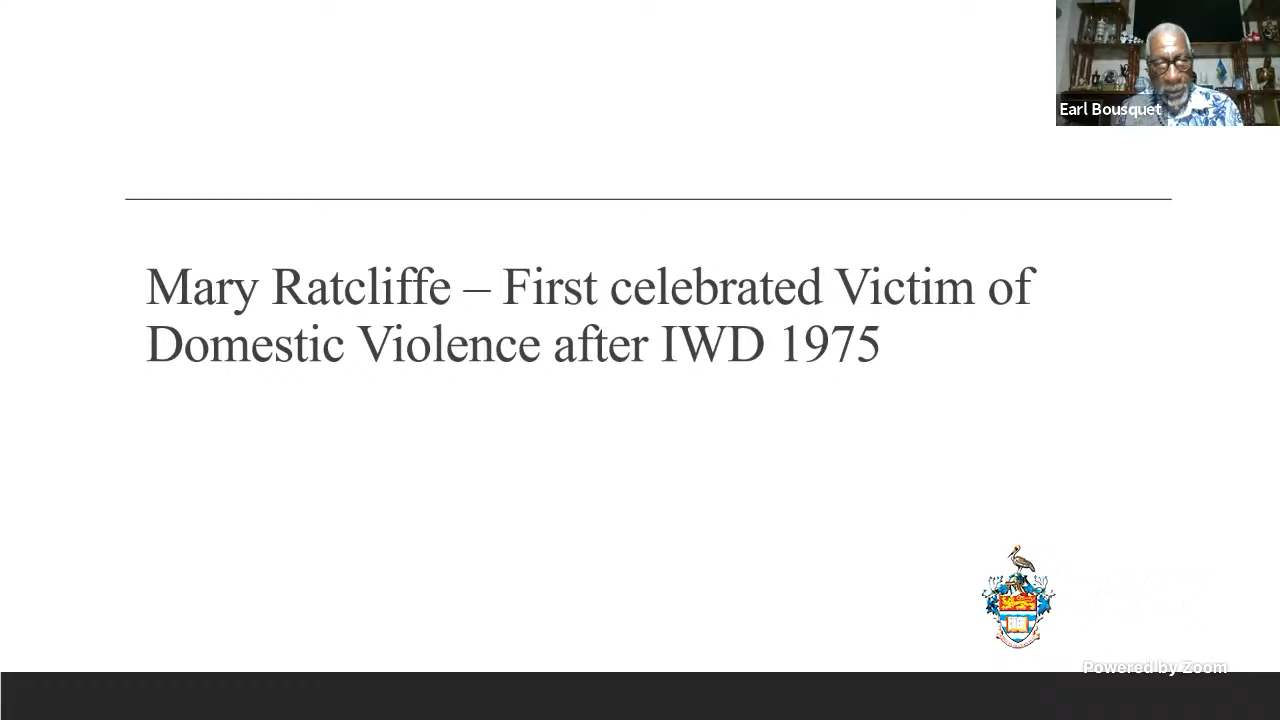 Earl Bousquet
Mary Ratcliffe – First celebrated Victim of
Domestic Violence after IWD 1975
Powered by Zoom